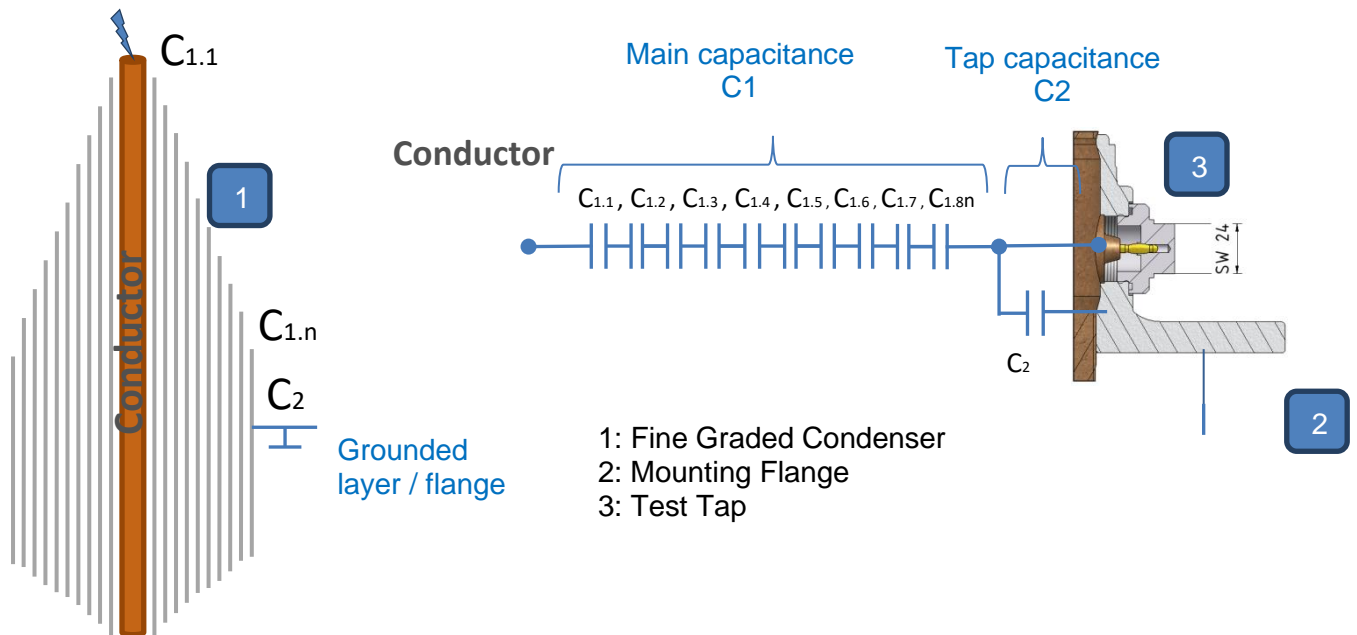 C1.1
Conductor
1
C1.n
C2
Grounded
layer / flange
Main capacitance
C1
Tap capacitance
C2
Conductor
C1.1 , C1.2 , C1.3 , C1.4 , C1.5 , C1.6 , C1.7 , C1.8n
C2
3
SW 24
2
1: Fine Graded Condenser
2: Mounting Flange
3: Test Tap